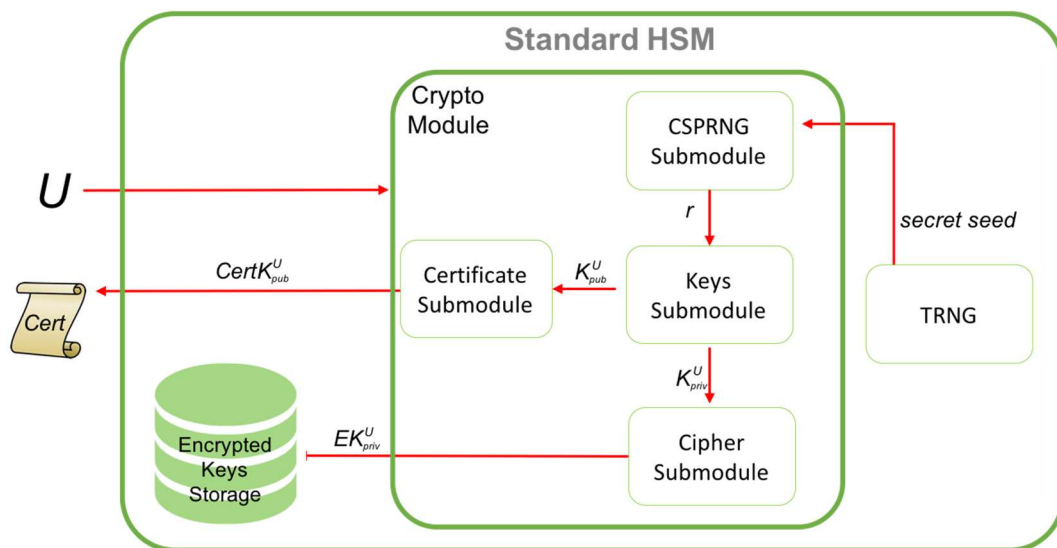 Standard HSM
Crypto
Module
CSPRNG
Submodule
U
r
secret seed
CertK^U_pub
Certificate
Submodule
K^U_pub
Keys
Submodule
TRNG
Cert
K^U_priv
Encrypted
Keys
Storage
EK^U_priv
Cipher
Submodule